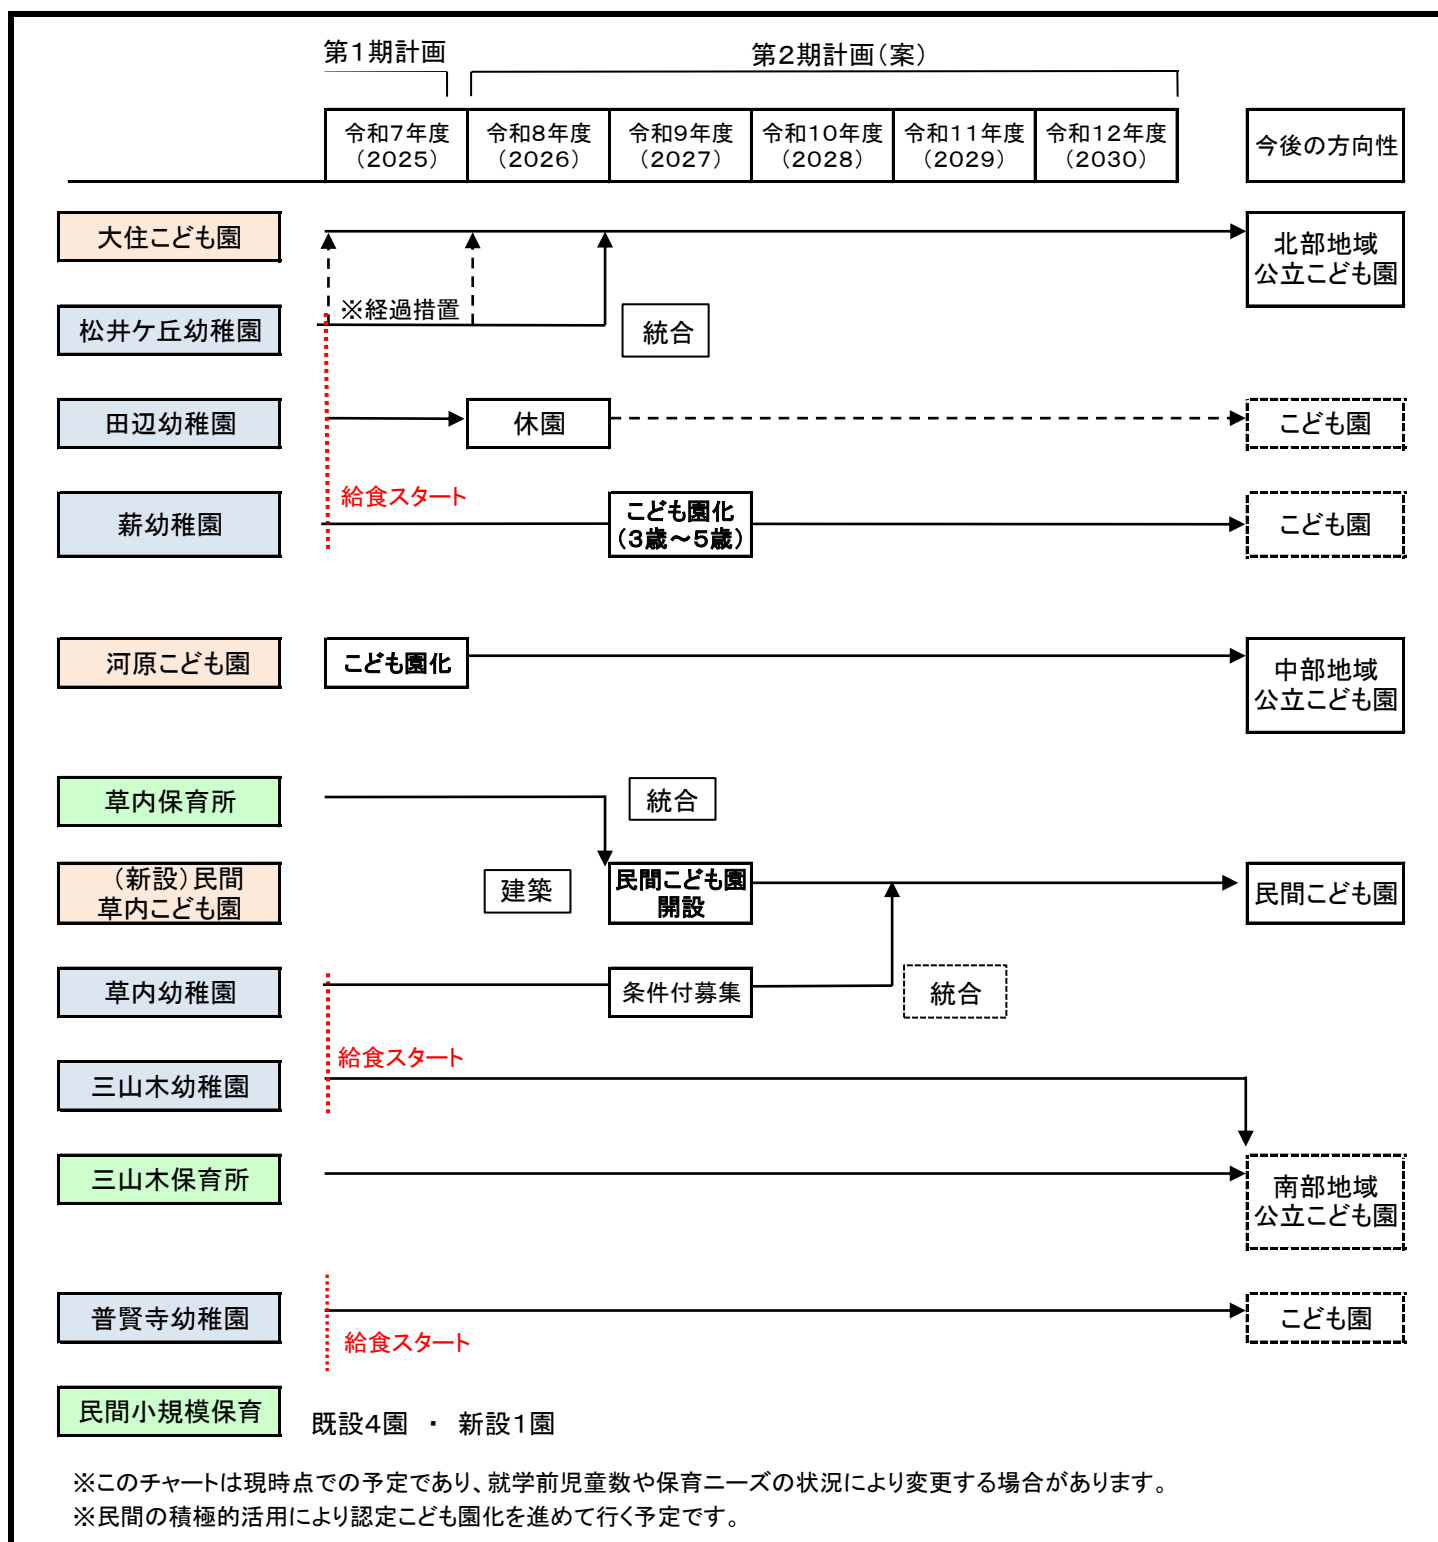 第１期計画
第２期計画（案）
令和7年度
（2025）
令和8年度
（2026）
令和9年度
（2027）
令和10年度
（2028）
令和11年度
（2029）
令和12年度
（2030）
今後の方向性
大住こども園
北部地域
公立こども園
※経過措置
松井ケ丘幼稚園
統合
田辺幼稚園
休園
こども園
給食スタート
薪幼稚園
こども園化
（3歳～5歳）
こども園
河原こども園
こども園化
中部地域
公立こども園
草内保育所
統合
（新設）民間
草内こども園
建築
民間こども園
開設
民間こども園
草内幼稚園
条件付募集
統合
給食スタート
三山木幼稚園
三山木保育所
南部地域
公立こども園
普賢寺幼稚園
こども園
給食スタート
民間小規模保育
既設4園 ・ 新設1園
※このチャートは現時点での予定であり、就学前児童数や保育ニーズの状況により変更する場合があります。
※民間の積極的活用により認定こども園化を進めて行く予定です。